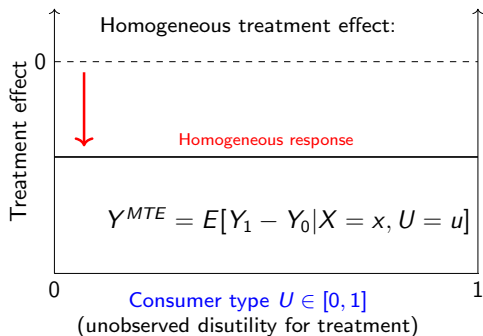 Homogeneous treatment effect:
0
Treatment effect
Homogeneous response
Y^{MTE} = E[Y_1 − Y_0|X = x, U = u]
0
1
Consumer type U ∈ [0, 1]
(unobserved disutility for treatment)